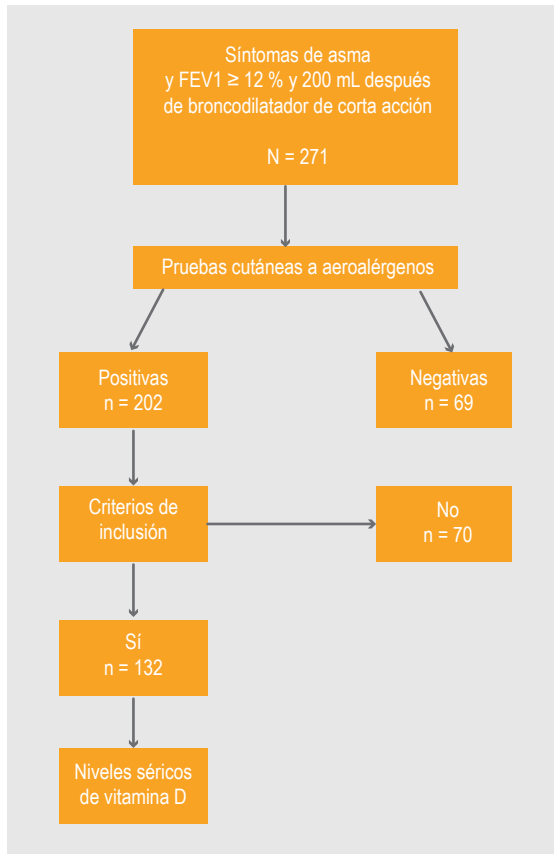 Síntomas de asma
y FEV1 ≥ 12 % y 200 mL después
de broncodilatador de corta acción
N = 271
Pruebas cutáneas a aeroalérgenos
Positivas
n = 202
Negativas
n = 69
Criterios de
inclusión
No
n = 70
Sí
n = 132
Niveles séricos
de vitamina D